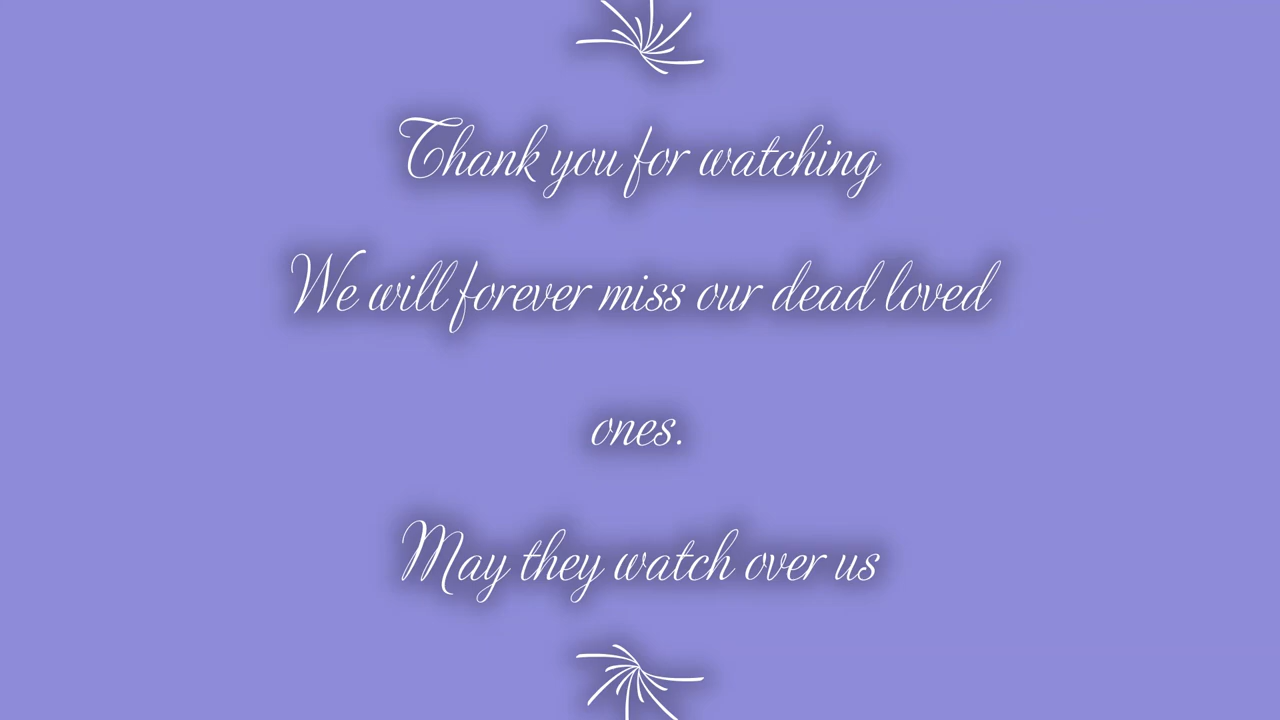 Thank you for watching
We will forever miss our dead loved
ones.
May they watch over us